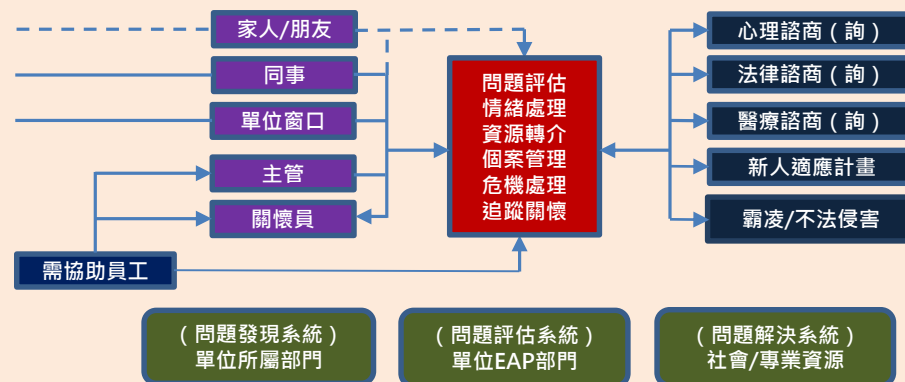 家人/朋友
同事
單位窗口
主管
關懷員
需協助員工
問題評估
情緒處理
資源轉介
個案管理
危機處理
追蹤關懷
心理諮商(詢)
法律諮商(詢)
醫療諮商(詢)
新人適應計畫
霸凌/不法侵害
(問題發現系統)
單位所屬部門
(問題評估系統)
單位EAP部門
(問題解決系統)
社會/專業資源